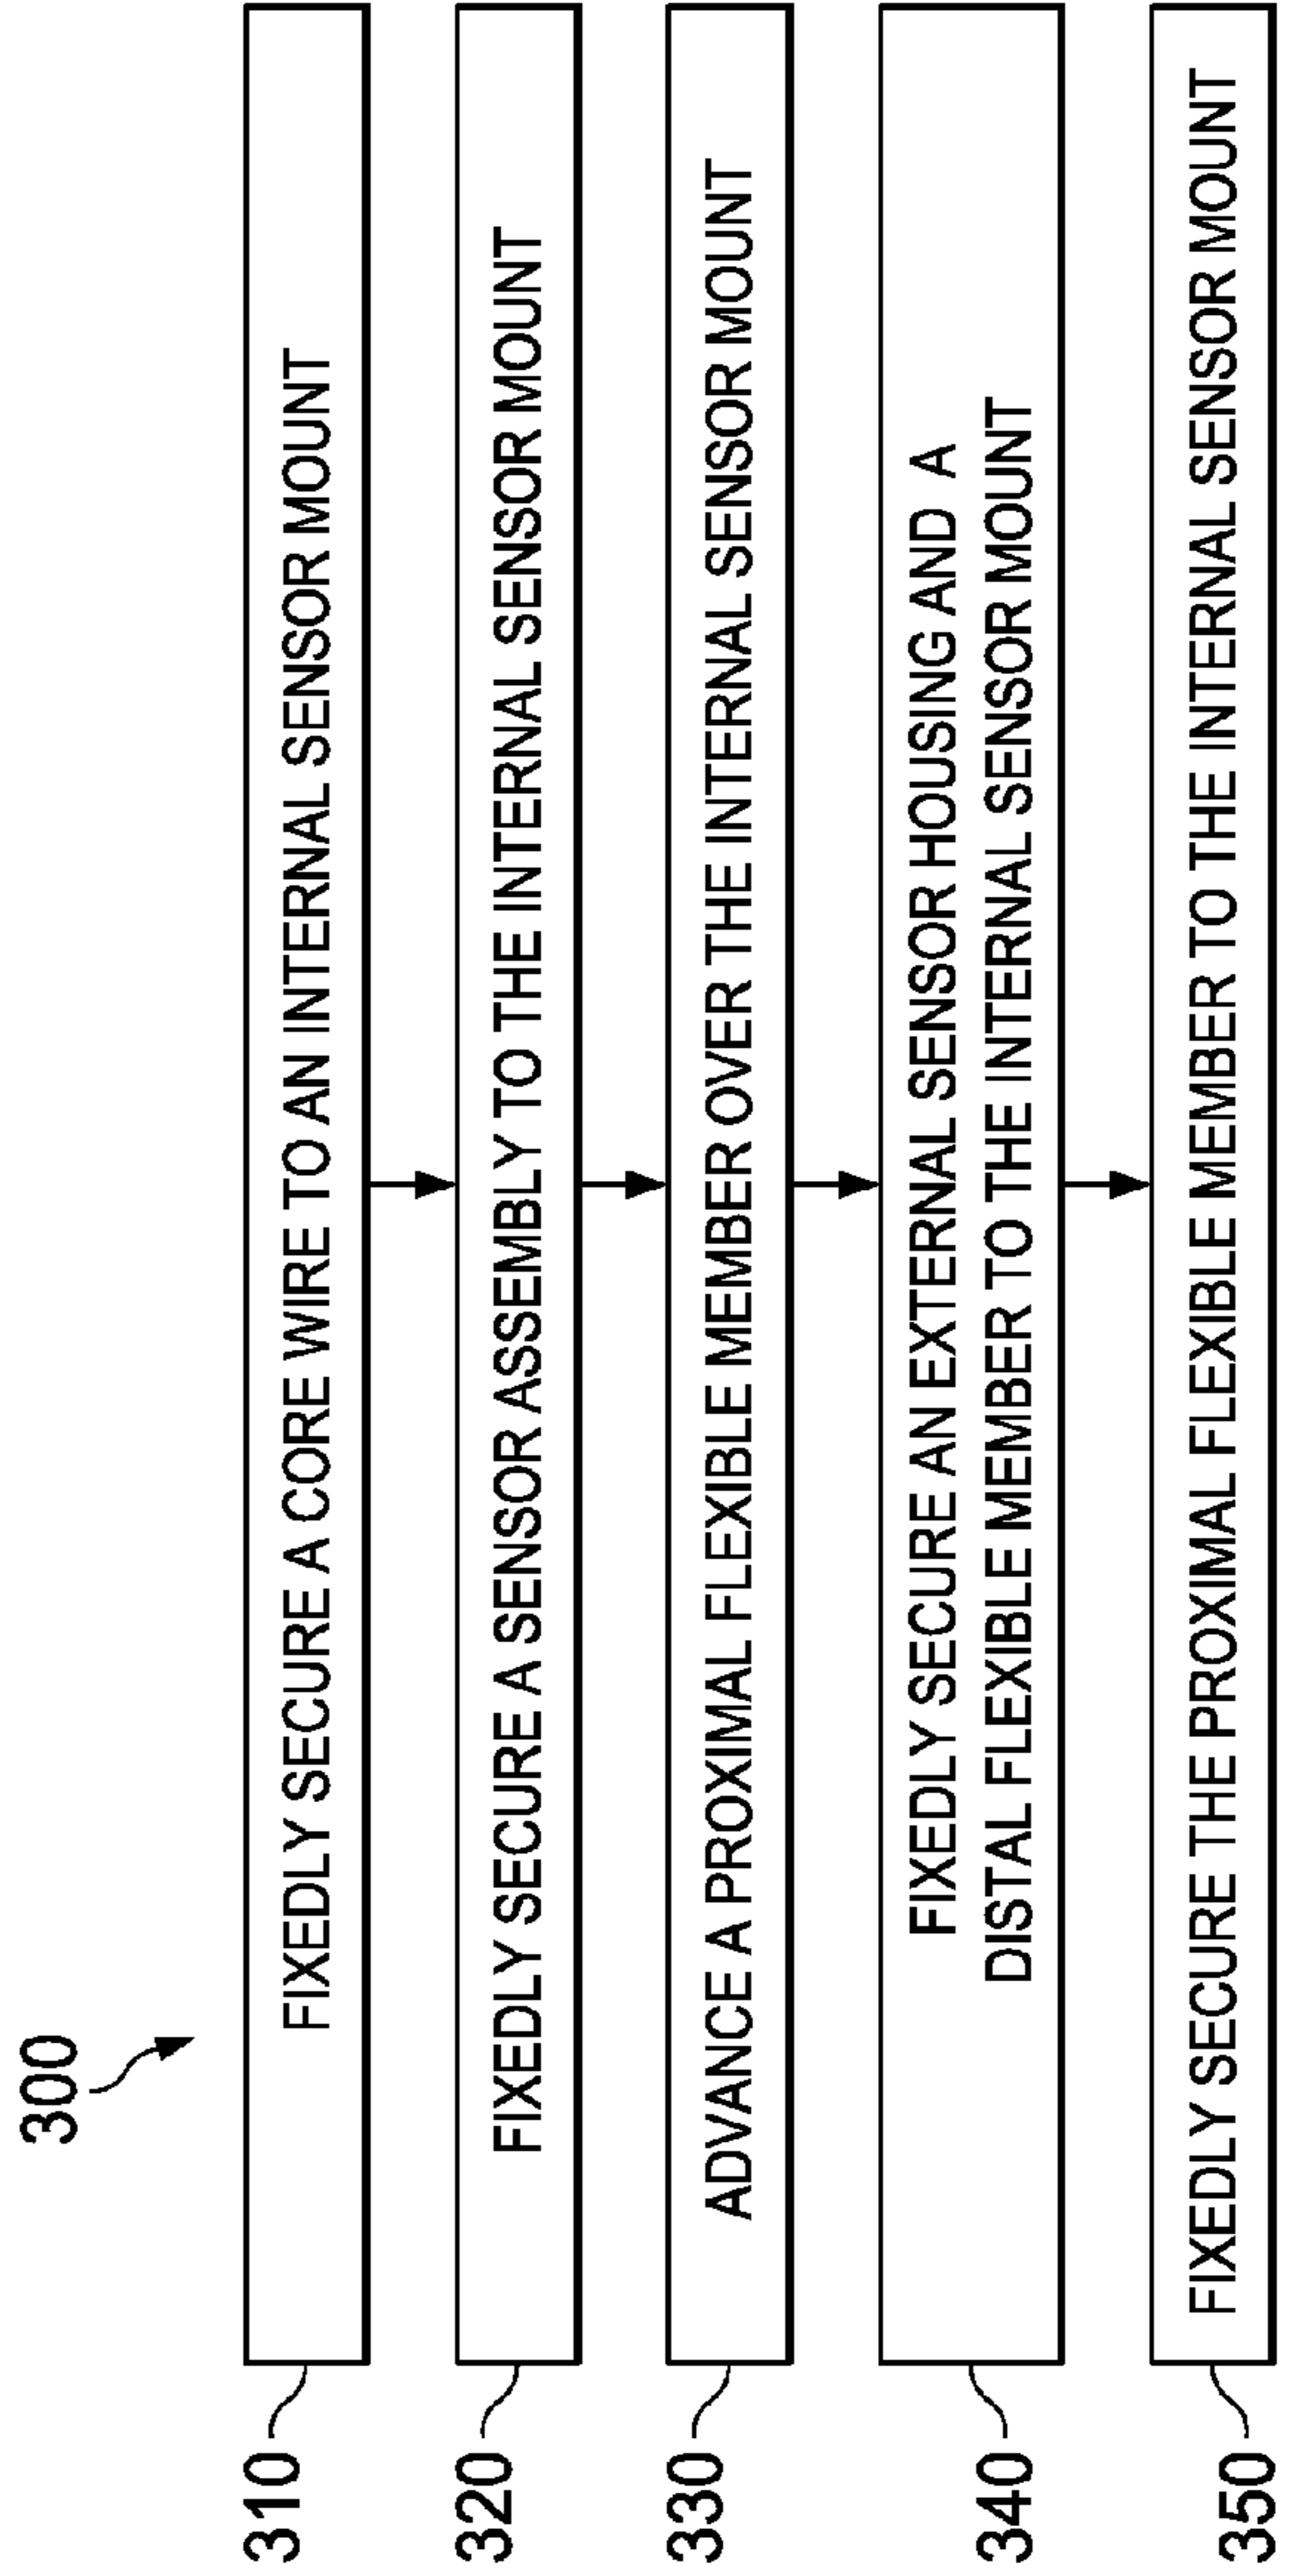 300
310
FIXEDLY SECURE A CORE WIRE TO AN INTERNAL SENSOR MOUNT
320
FIXEDLY SECURE A SENSOR ASSEMBLY TO THE INTERNAL SENSOR MOUNT
330
ADVANCE A PROXIMAL FLEXIBLE MEMBER OVER THE INTERNAL SENSOR MOUNT
340
FIXEDLY SECURE AN EXTERNAL SENSOR HOUSING AND A
DISTAL FLEXIBLE MEMBER TO THE INTERNAL SENSOR MOUNT
350
FIXEDLY SECURE THE PROXIMAL FLEXIBLE MEMBER TO THE INTERNAL SENSOR MOUNT